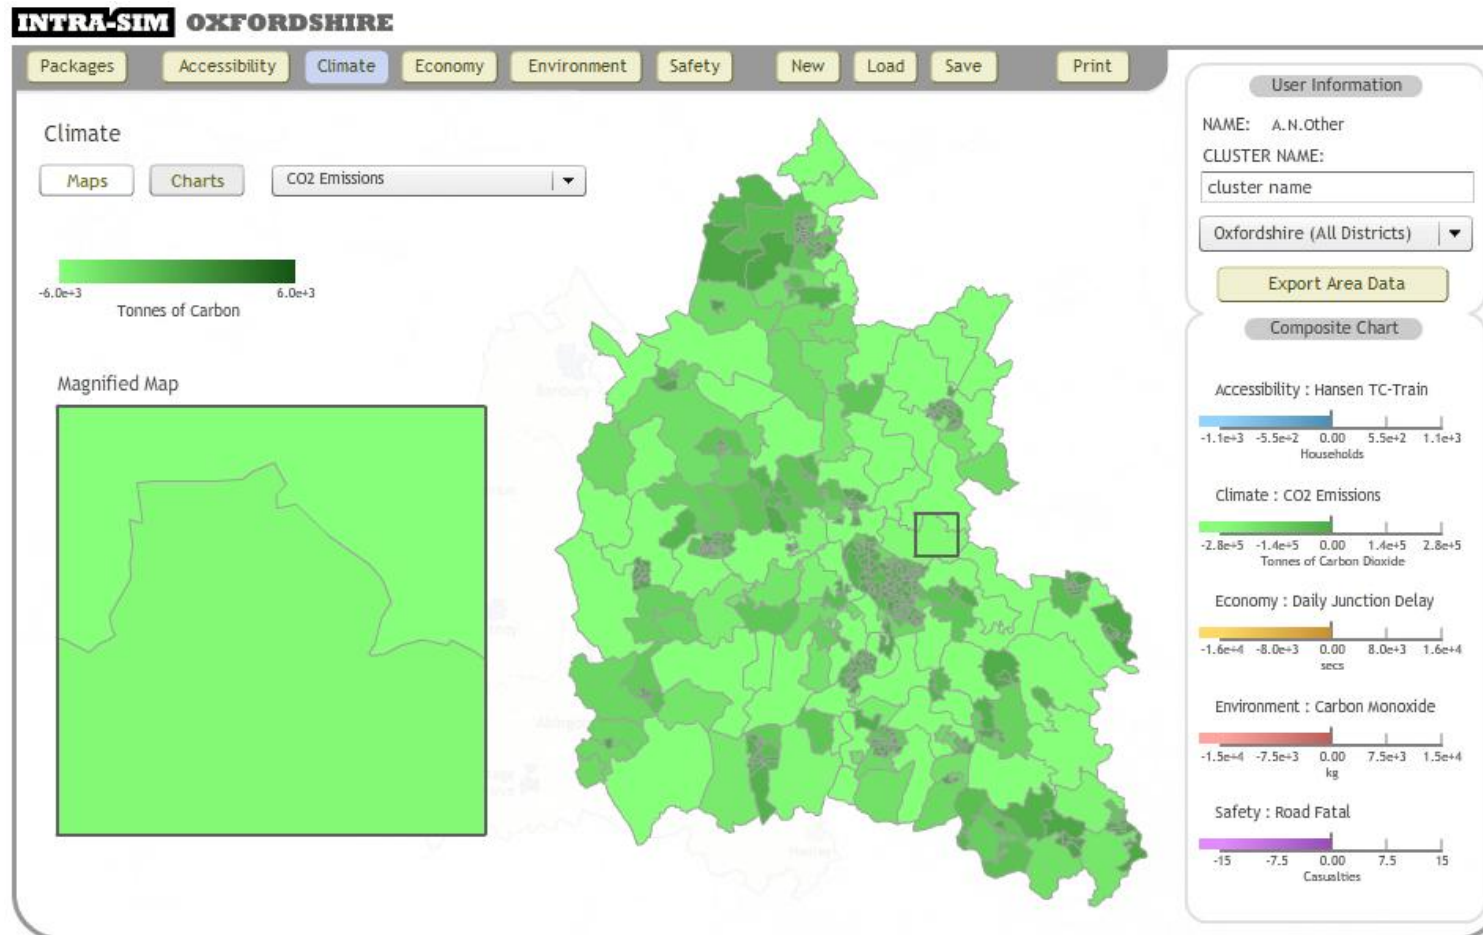 INTRA-SIM OXFORDSHIRE
Packages Accessibility Climate Economy Environment Safety New Load Save Print
Climate
Maps Charts CO2 Emissions
-6.0e+3 6.0e+3
Tonnes of Carbon
Magnified Map
User Information
NAME: A.N.Other
CLUSTER NAME:
cluster name
Oxfordshire (All Districts)
Export Area Data
Composite Chart
Accessibility : Hansen TC-Train
-1.1e+3 -5.5e+2 0.00 5.5e+2 1.1e+3
Households
Climate : CO2 Emissions
-2.8e+5 -1.4e+5 0.00 1.4e+5 2.8e+5
Tonnes of Carbon Dioxide
Economy : Daily Junction Delay
-1.6e+4 -8.0e+3 0.00 8.0e+3 1.6e+4
secs
Environment : Carbon Monoxide
-1.5e+4 -7.5e+3 0.00 7.5e+3 1.5e+4
kg
Safety : Road Fatal
-15 -7.5 0.00 7.5 15
Casualties